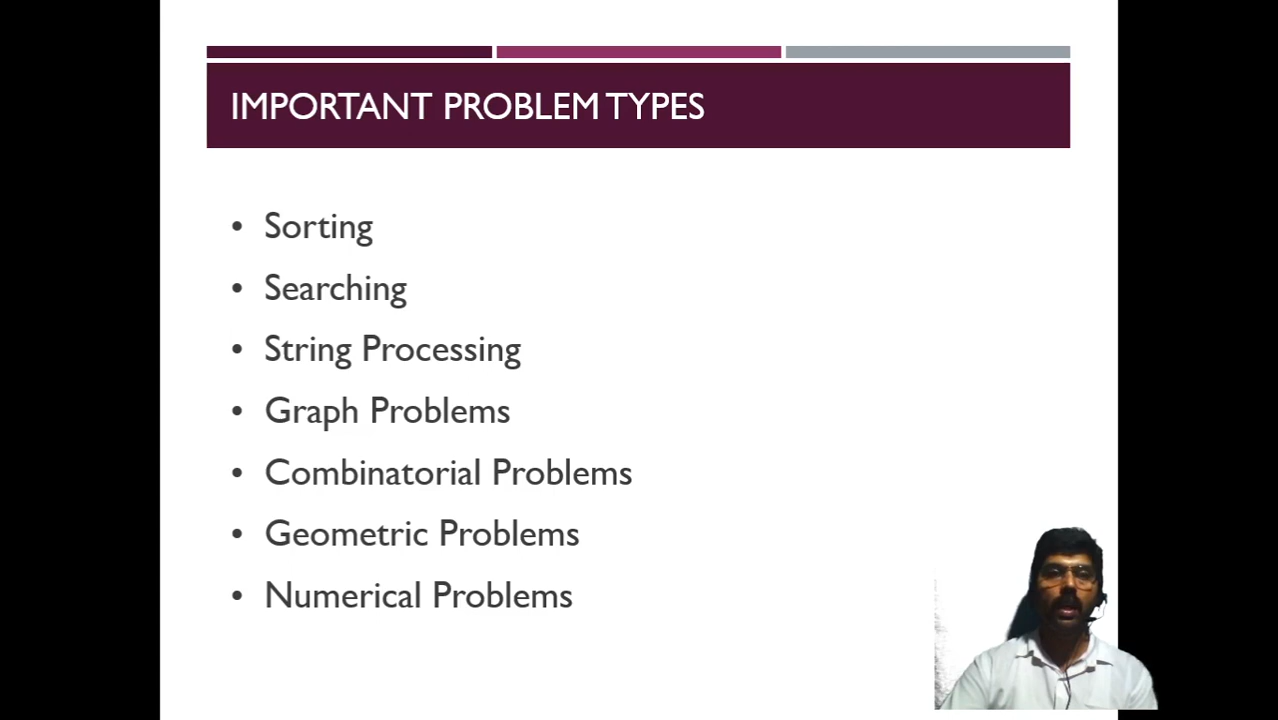 IMPORTANT PROBLEM TYPES
• Sorting
• Searching
• String Processing
• Graph Problems
• Combinatorial Problems
• Geometric Problems
• Numerical Problems